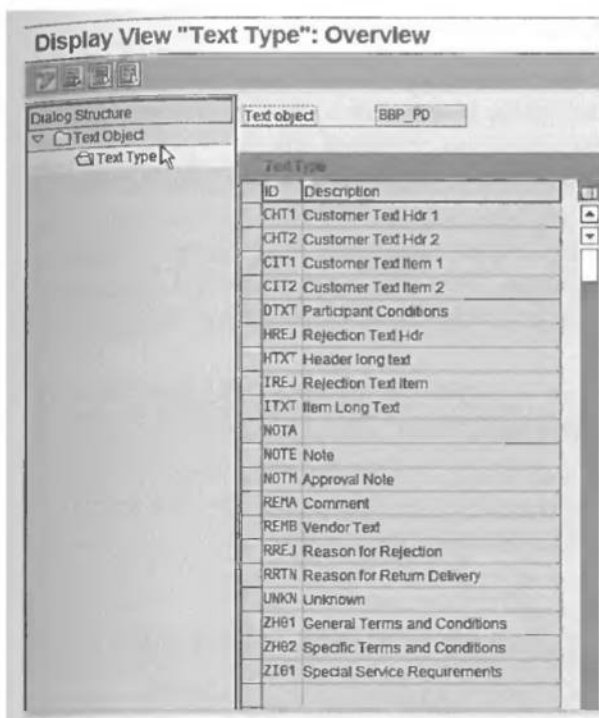 Display View "Text Type": Overview
Dialog Structure
Text Object
Text Type
Text object BBP_PD
Text Type
ID Description
CHT1 Customer Text Hdr 1
CHT2 Customer Text Hdr 2
CIT1 Customer Text Item 1
CIT2 Customer Text Item 2
DTXT Participant Conditions
HREJ Rejection Text Hdr
HTXT Header long text
IREJ Rejection Text Item
ITXT Item Long Text
NOTA
NOTE Note
NOTM Approval Note
REMA Comment
REMB Vendor Text
RREJ Reason for Rejection
RRTN Reason for Return Delivery
UNKN Unknown
ZH01 General Terms and Conditions
ZH02 Specific Terms and Conditions
ZI01 Special Service Requirements